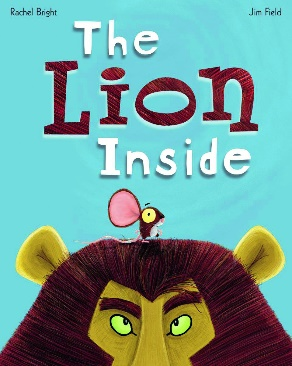 Rachel Bright Jim Field
The
Lion
Inside